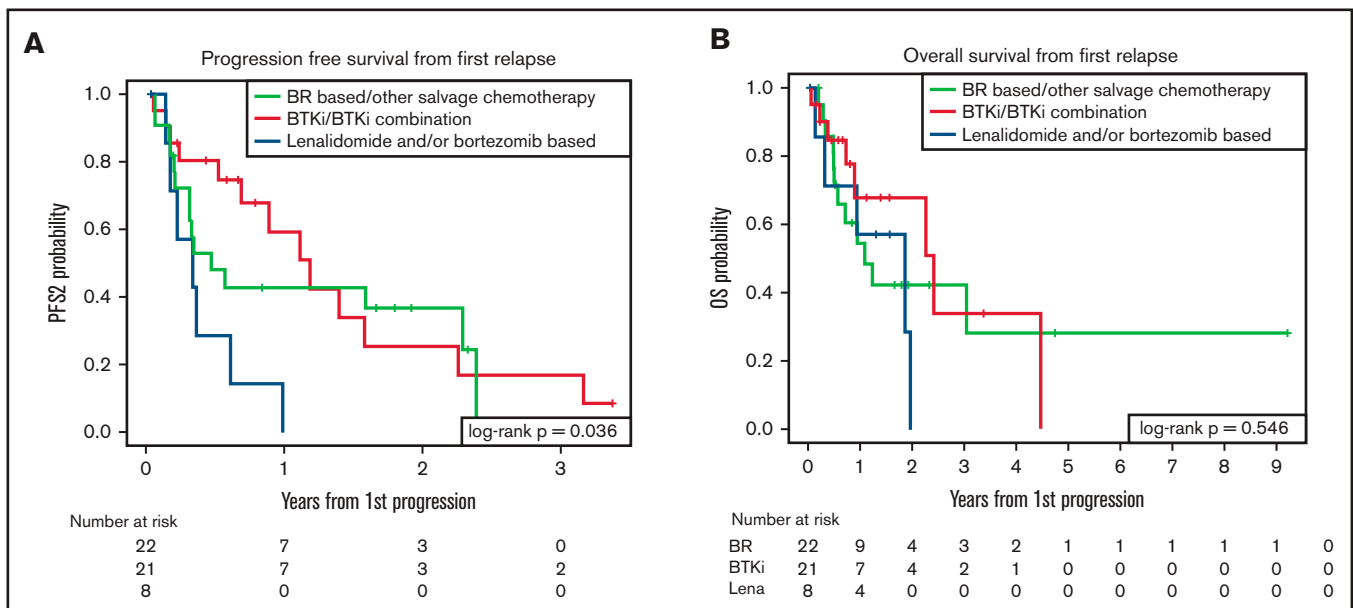 A
Progression free survival from first relapse
BR based/other salvage chemotherapy
BTKi/BTKi combination
Lenalidomide and/or bortezomib based
1.0
0.8
0.6
0.4
0.2
0.0
PFS2 probability
log-rank p = 0.036
0 1 2 3
Years from 1st progression
Number at risk
22 7 3 0
21 7 3 2
8 0 0 0
B
Overall survival from first relapse
BR based/other salvage chemotherapy
BTKi/BTKi combination
Lenalidomide and/or bortezomib based
1.0
0.8
0.6
0.4
0.2
0.0
OS probability
log-rank p = 0.546
0 1 2 3 4 5 6 7 8 9
Years from 1st progression
Number at risk
BR 22 9 4 3 2 1 1 1 1 1 0
BTKi 21 7 4 2 1 0 0 0 0 0 0
Lena 8 4 0 0 0 0 0 0 0 0 0